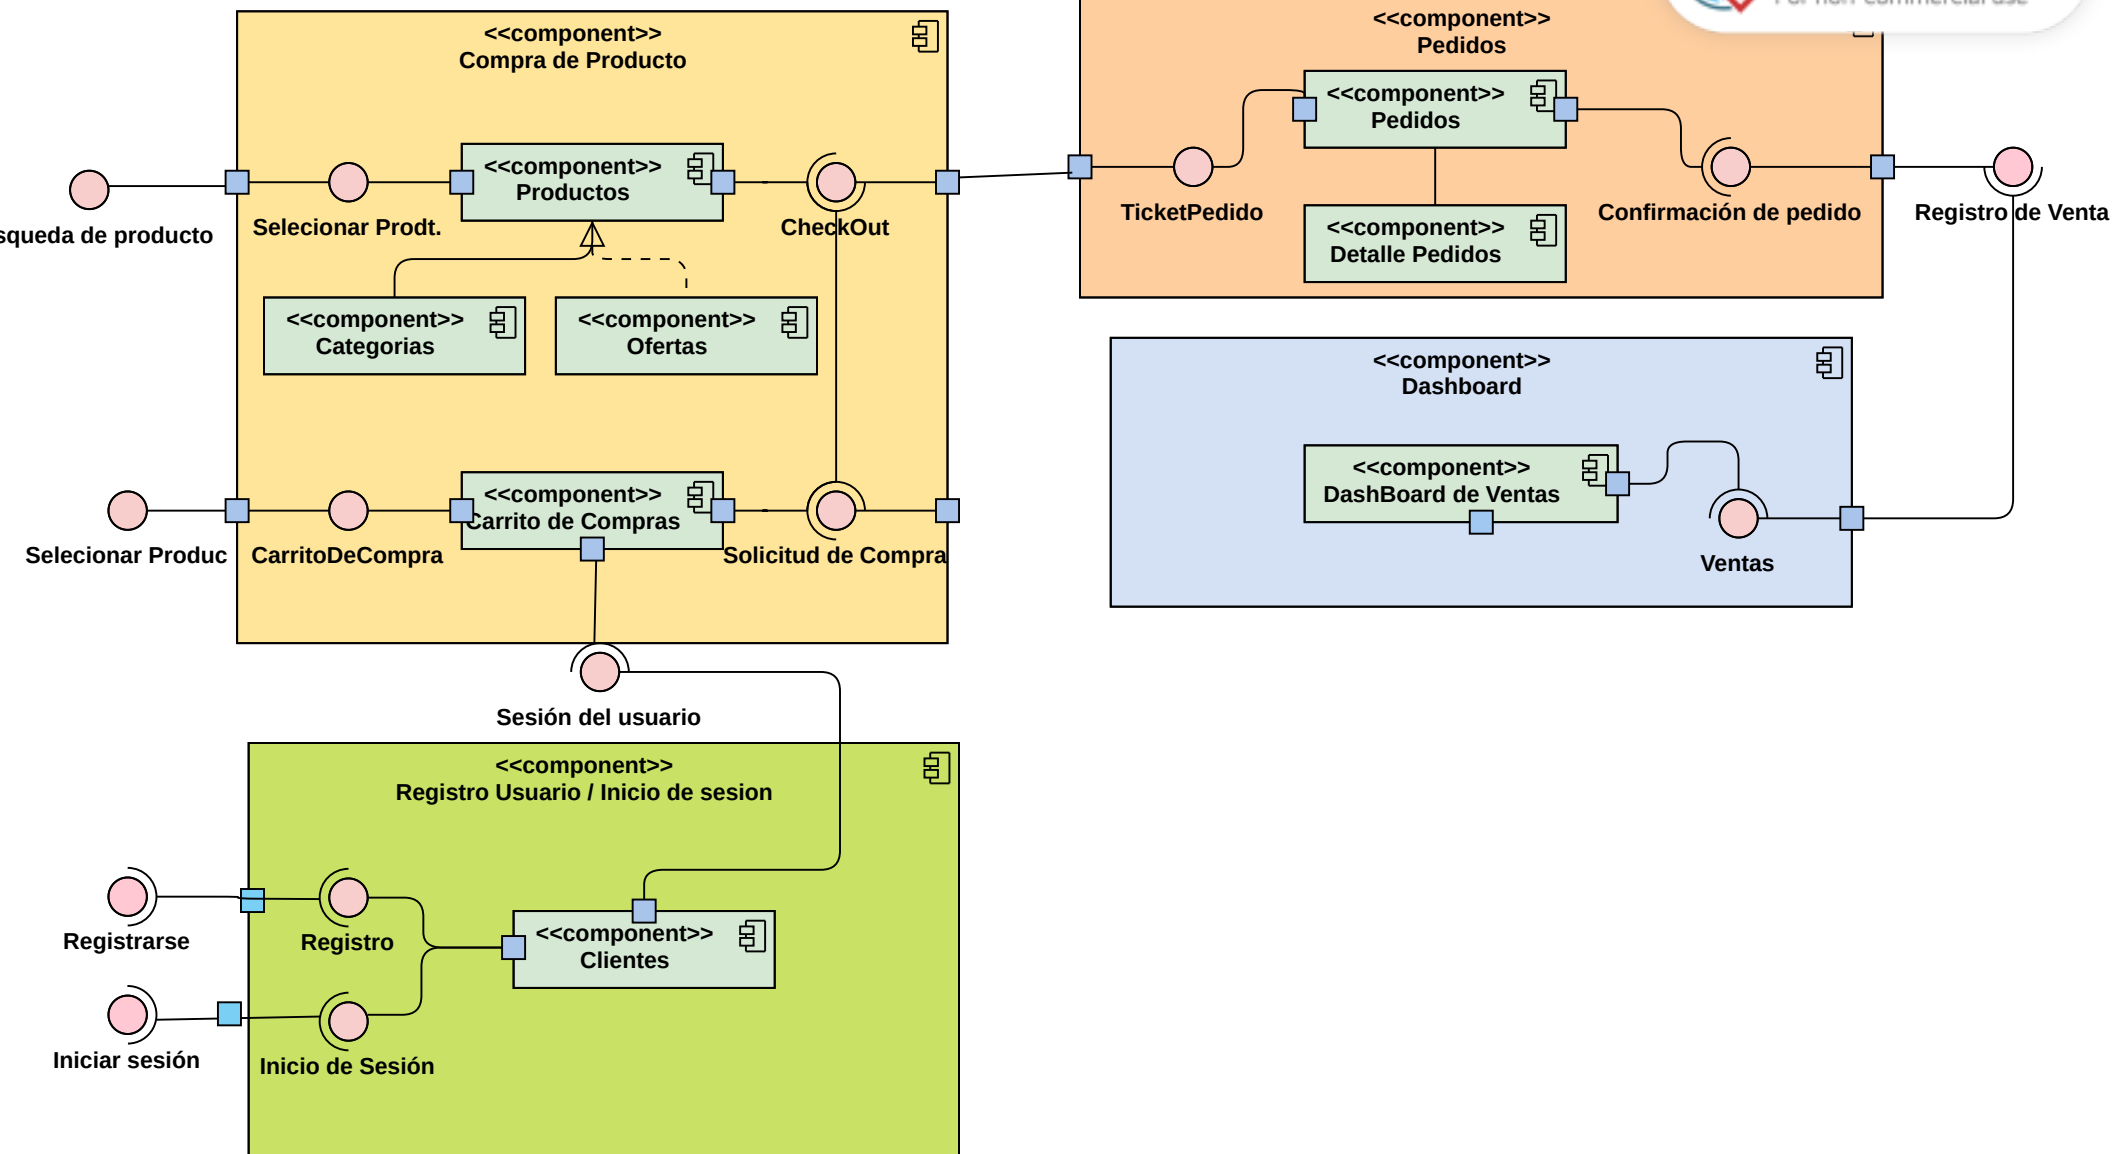 <<component>>
Compra de Producto
<<component>>
Productos
Selecionar Prodt.
CheckOut
squeda de producto
<<component>>
Categorias
<<component>>
Ofertas
<<component>>
Carrito de Compras
Selecionar Produc
CarritoDeCompra
Solicitud de Compra
Sesión del usuario
<<component>>
Pedidos
<<component>>
Pedidos
TicketPedido
Confirmación de pedido
Registro de Venta
<<component>>
Detalle Pedidos
<<component>>
Dashboard
<<component>>
DashBoard de Ventas
Ventas
<<component>>
Registro Usuario / Inicio de sesion
Registrarse
Registro
<<component>>
Clientes
Iniciar sesión
Inicio de Sesión